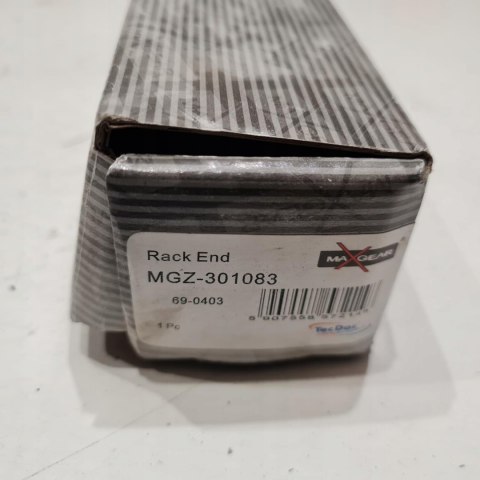 Rack End
MAXGEAR
MGZ-301083
69-0403
1 Pc
TecDoc